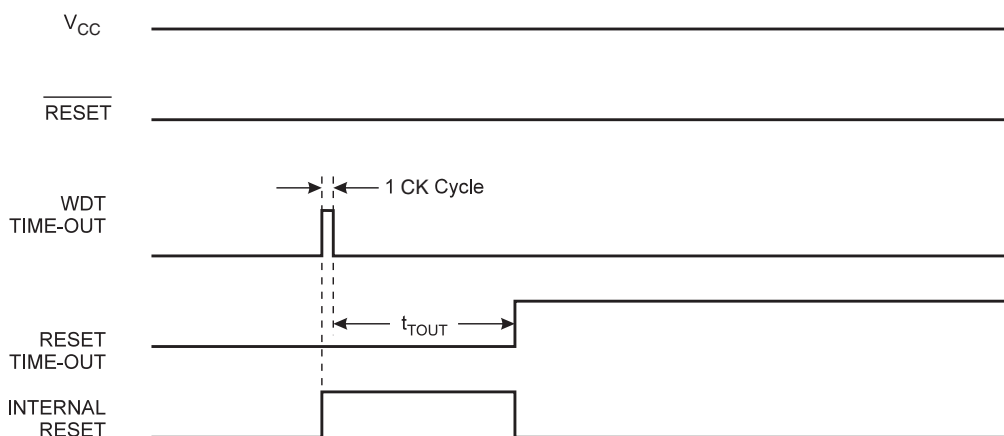 VCC
RESET
1 CK Cycle
WDT
TIME-OUT
tTOUT
RESET
TIME-OUT
INTERNAL
RESET